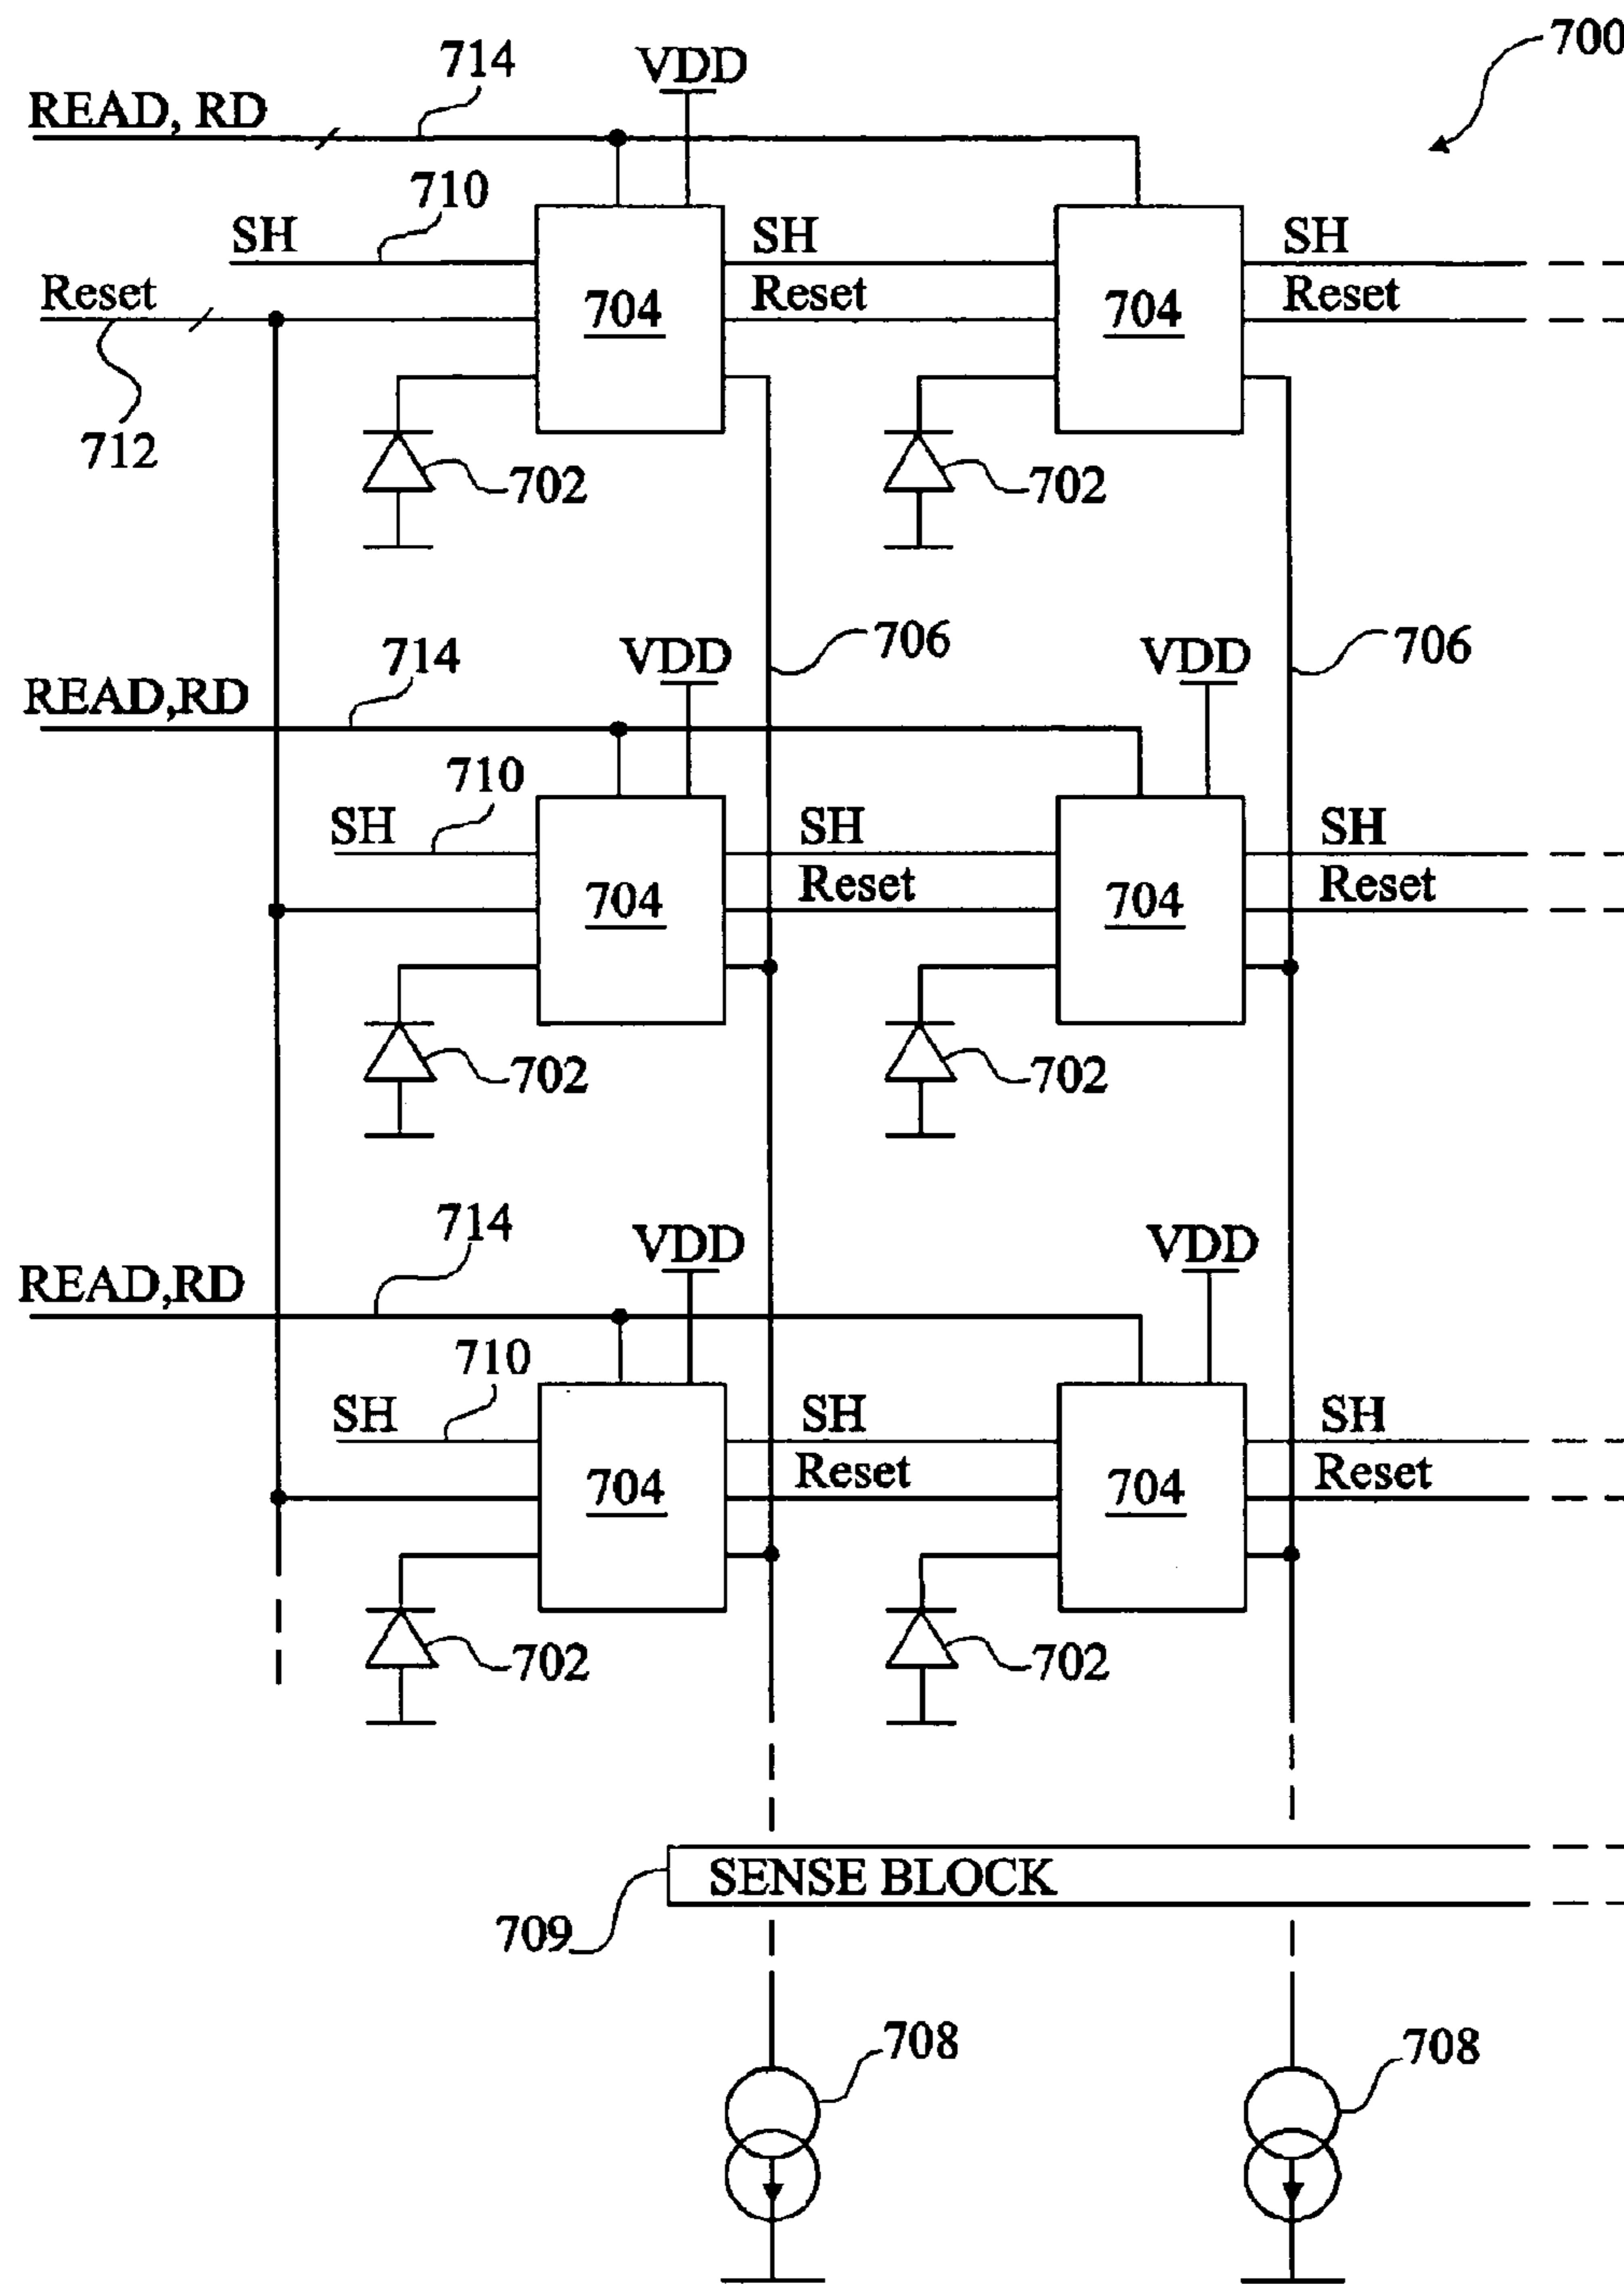 700
714
VDD
READ, RD
710
SH
SH
SH
Reset
Reset
Reset
704
704
712
702
702
714
VDD
706
VDD
706
READ,RD
710
SH
SH
SH
Reset
Reset
704
704
702
702
714
VDD
VDD
READ,RD
710
SH
SH
SH
Reset
Reset
704
704
702
702
SENSE BLOCK
709
708
708